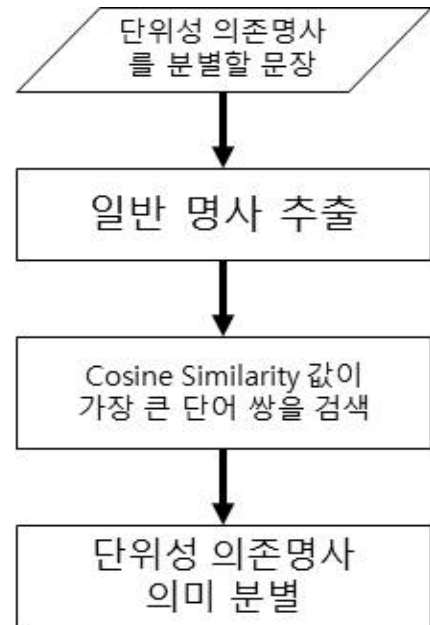 단위성 의존명사
를 분별할 문장
일반 명사 추출
Cosine Similarity 값이
가장 큰 단어 쌍을 검색
단위성 의존명사
의미 분별